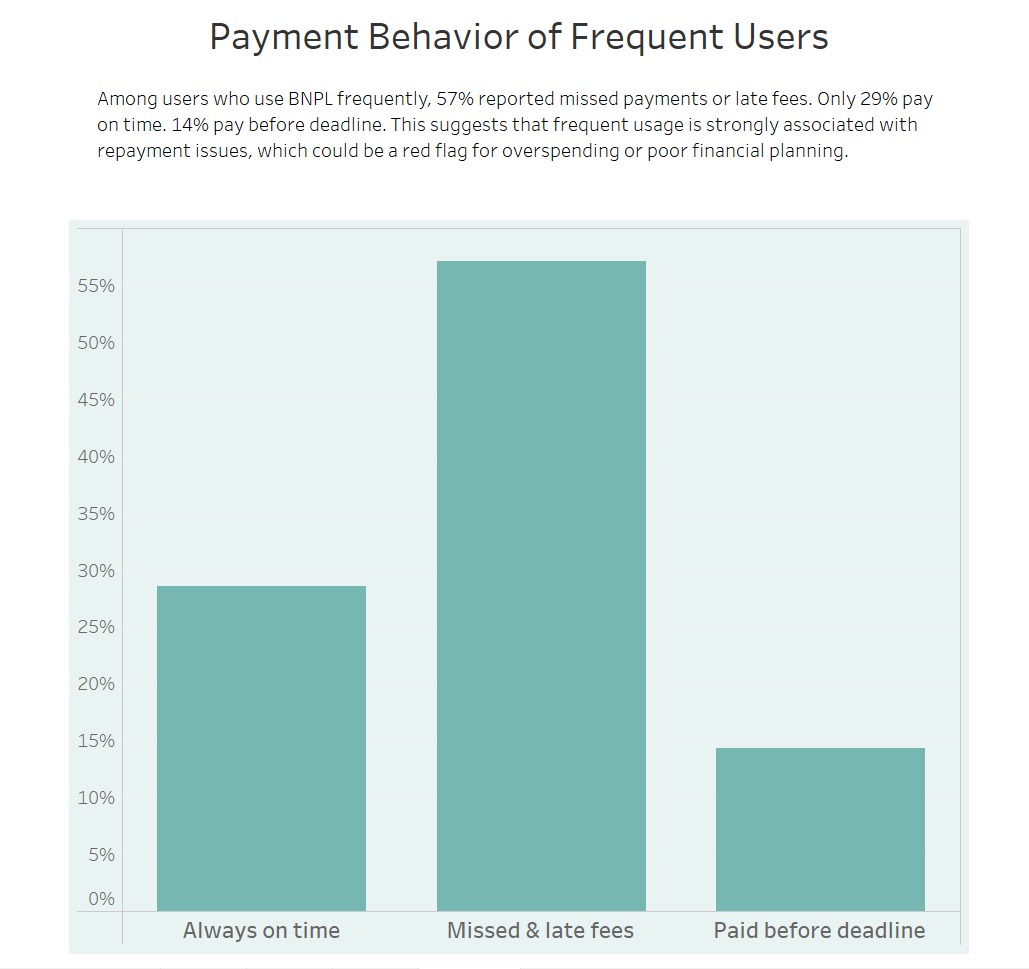 Payment Behavior of Frequent Users
Among users who use BNPL frequently, 57% reported missed payments or late fees. Only 29% pay
on time. 14% pay before deadline. This suggests that frequent usage is strongly associated with
repayment issues, which could be a red flag for overspending or poor financial planning.
55%
50%
45%
40%
35%
30%
25%
20%
15%
10%
5%
0%
Always on time
Missed & late fees
Paid before deadline